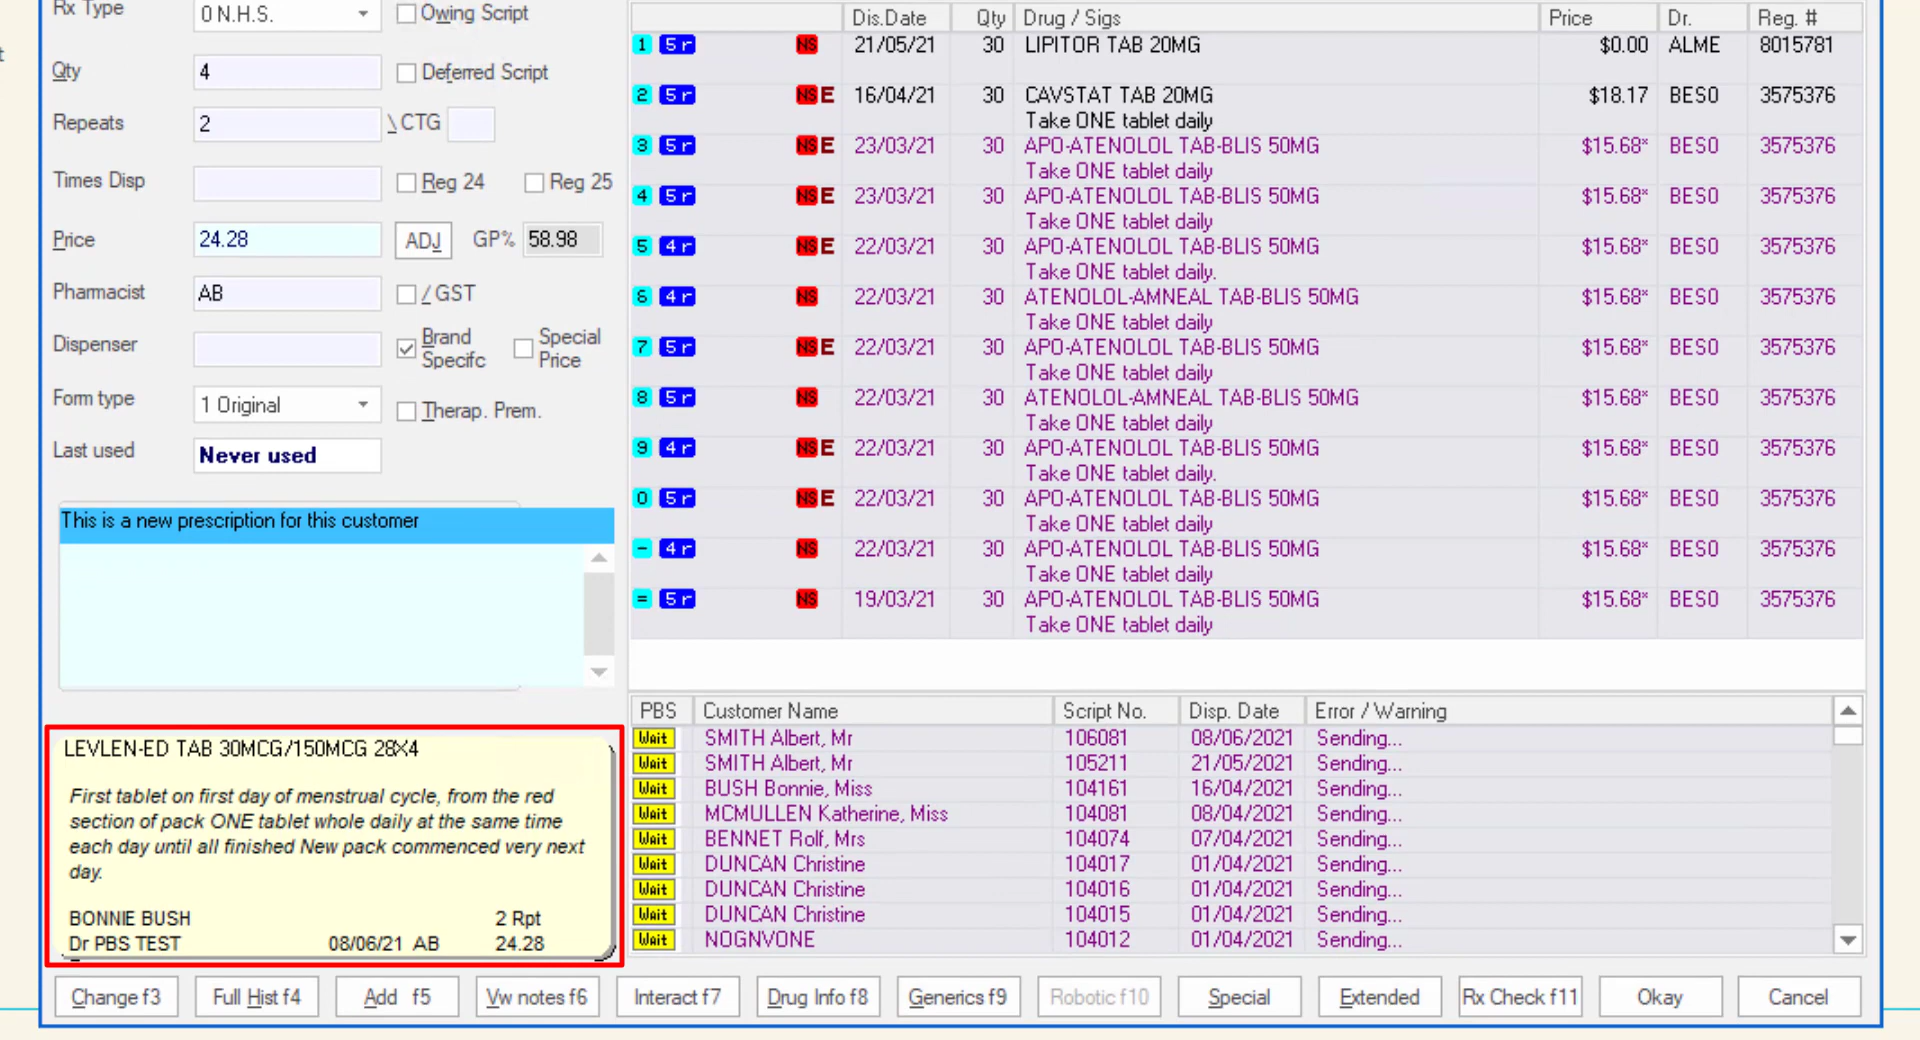 t
Rx Type 0 N.H.S. Owing Script
Qty 4 Deferred Script
Repeats 2 \ CTG
Times Disp Reg 24 Reg 25
Price 24.28 ADJ GP% 58.98
Pharmacist AB / GST
Dispenser Brand Specifc Special Price
Form type 1 Original Therap. Prem.
Last used Never used
This is a new prescription for this customer
LEVLEN-ED TAB 30MCG/150MCG 28X4
First tablet on first day of menstrual cycle, from the red
section of pack ONE tablet whole daily at the same time
each day until all finished New pack commenced very next
day.
BONNIE BUSH 2 Rpt
Dr PBS TEST 08/06/21 AB 24.28
Dis.Date Qty Drug / Sigs Price Dr. Reg. #
1 5r NS 21/05/21 30 LIPITOR TAB 20MG $0.00 ALME 8015781
2 5r NS E 16/04/21 30 CAVSTAT TAB 20MG $18.17 BESO 3575376
Take ONE tablet daily
3 5r NS E 23/03/21 30 APO-ATENOLOL TAB-BLIS 50MG $15.68* BESO 3575376
Take ONE tablet daily
4 5r NS E 23/03/21 30 APO-ATENOLOL TAB-BLIS 50MG $15.68* BESO 3575376
Take ONE tablet daily
5 4r NS E 22/03/21 30 APO-ATENOLOL TAB-BLIS 50MG $15.68* BESO 3575376
Take ONE tablet daily.
6 4r NS 22/03/21 30 ATENOLOL-AMNEAL TAB-BLIS 50MG $15.68* BESO 3575376
Take ONE tablet daily
7 5r NS E 22/03/21 30 APO-ATENOLOL TAB-BLIS 50MG $15.68* BESO 3575376
Take ONE tablet daily
8 5r NS 22/03/21 30 ATENOLOL-AMNEAL TAB-BLIS 50MG $15.68* BESO 3575376
Take ONE tablet daily
9 4r NS E 22/03/21 30 APO-ATENOLOL TAB-BLIS 50MG $15.68* BESO 3575376
Take ONE tablet daily.
0 5r NS E 22/03/21 30 APO-ATENOLOL TAB-BLIS 50MG $15.68* BESO 3575376
Take ONE tablet daily
- 4r NS 22/03/21 30 APO-ATENOLOL TAB-BLIS 50MG $15.68* BESO 3575376
Take ONE tablet daily
= 5r NS 19/03/21 30 APO-ATENOLOL TAB-BLIS 50MG $15.68* BESO 3575376
Take ONE tablet daily
PBS Customer Name Script No. Disp. Date Error / Warning
Wait SMITH Albert, Mr 106081 08/06/2021 Sending...
Wait SMITH Albert, Mr 105211 21/05/2021 Sending...
Wait BUSH Bonnie, Miss 104161 16/04/2021 Sending...
Wait MCMULLEN Katherine, Miss 104081 08/04/2021 Sending...
Wait BENNET Rolf, Mrs 104074 07/04/2021 Sending...
Wait DUNCAN Christine 104017 01/04/2021 Sending...
Wait DUNCAN Christine 104016 01/04/2021 Sending...
Wait DUNCAN Christine 104015 01/04/2021 Sending...
Wait NOGNVONE 104012 01/04/2021 Sending...
Change f3 Full Hist f4 Add f5 Vw notes f6 Interact f7 Drug Info f8 Generics f9 Robotic f10 Special Extended Rx Check f11 Okay Cancel